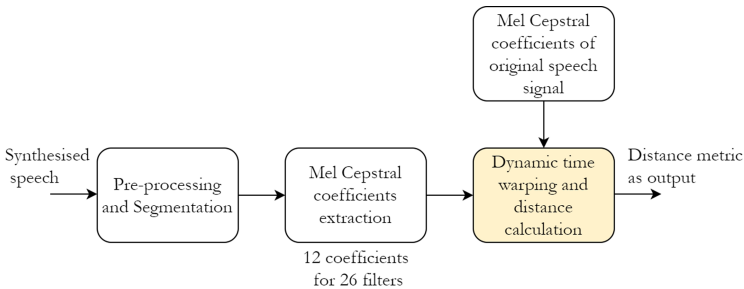 Mel Cepstral
coefficients of
original speech
signal
Synthesised
speech
Pre-processing
and Segmentation
Mel Cepstral
coefficients
extraction
12 coefficients
for 26 filters
Dynamic time
warping and
distance
calculation
Distance metric
as output